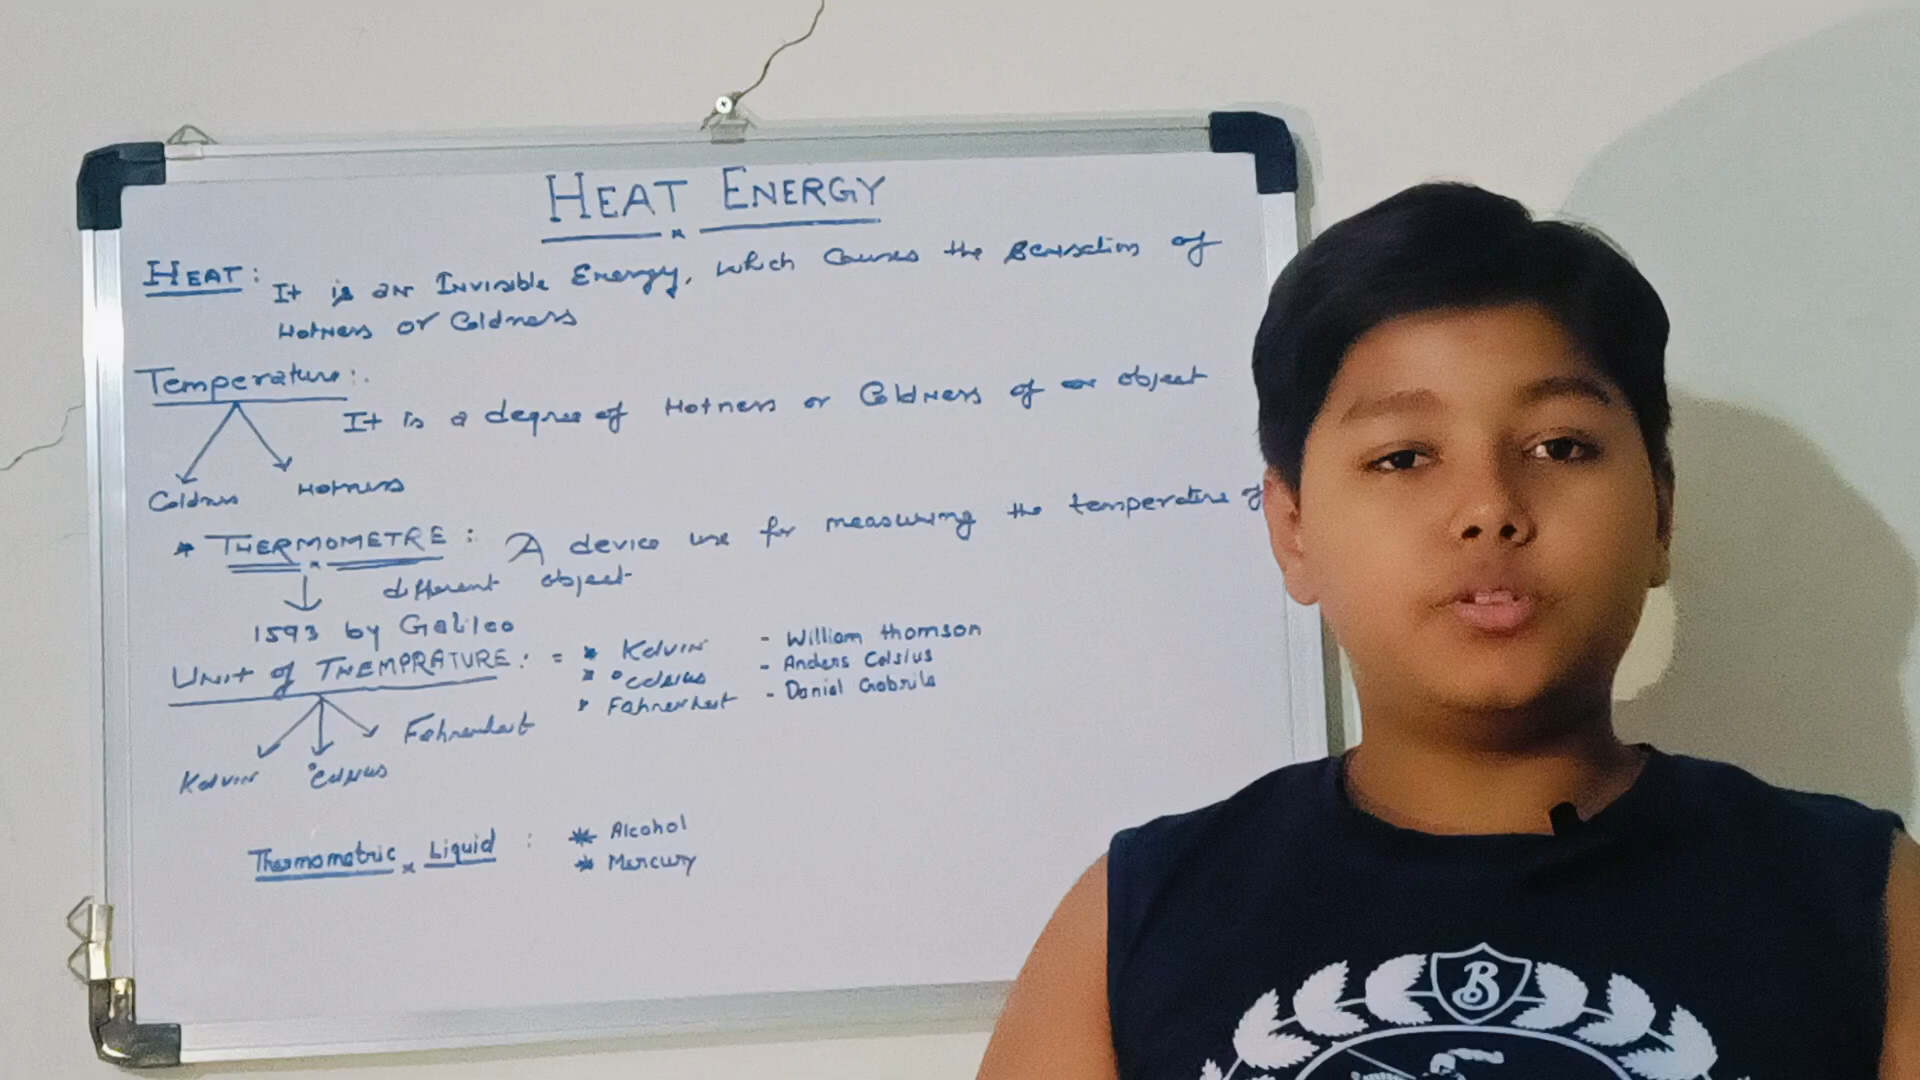 HEAT ENERGY
HEAT: It is an Invisible Energy, which causes the sensation of
Hotness or Coldness
Temperature:
It is a degree of Hotness or Coldness of object
Coldness Hotness
* THERMOMETRE: A device use for measuring the temperature of
different object
1593 by Galileo
Unit of THEMPRATURE: = * Kelvin - William thomson
* °Celsius - Anders Celsius
* Fahrenheit - Daniel Gabrile
Kelvin °Celsius Fahrenheit
Thermometric Liquid : * Alcohol
* Mercury
B